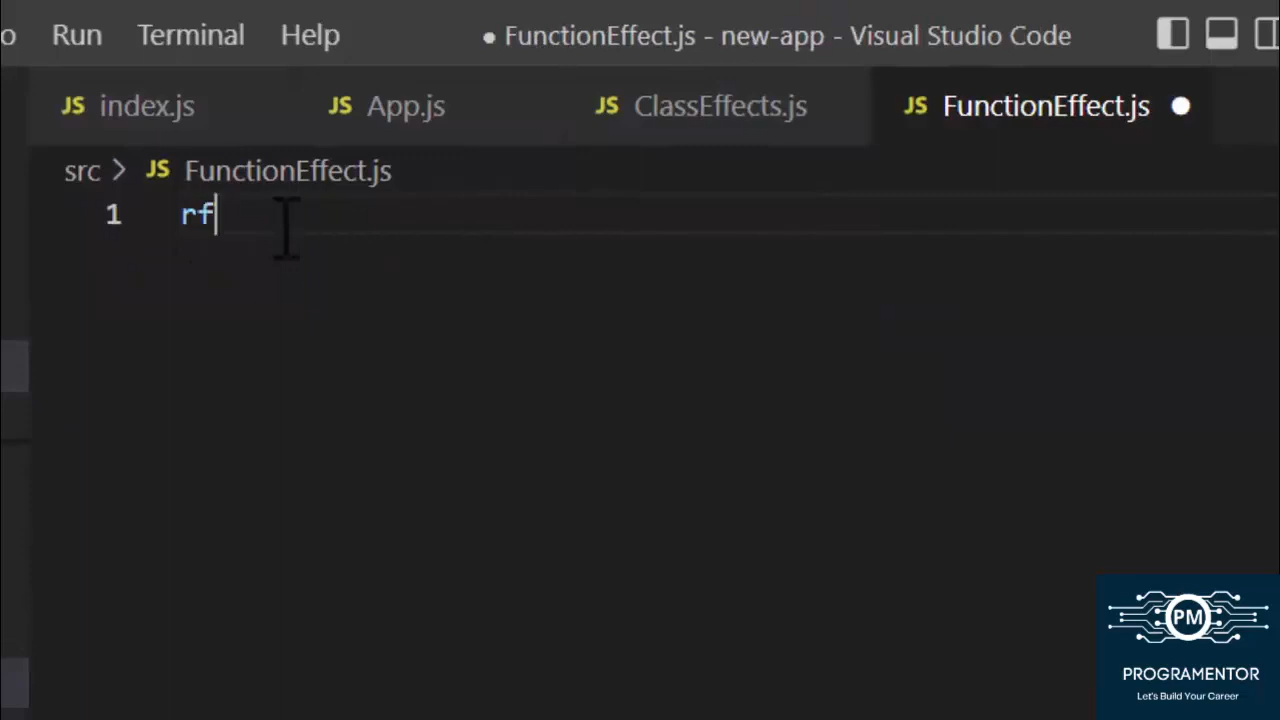 o Run Terminal Help ● FunctionEffect.js - new-app - Visual Studio Code
JS index.js JS App.js JS ClassEffects.js JS FunctionEffect.js ●
src > JS FunctionEffect.js
1 rf
PM
PROGRAMENTOR
Let's Build Your Career